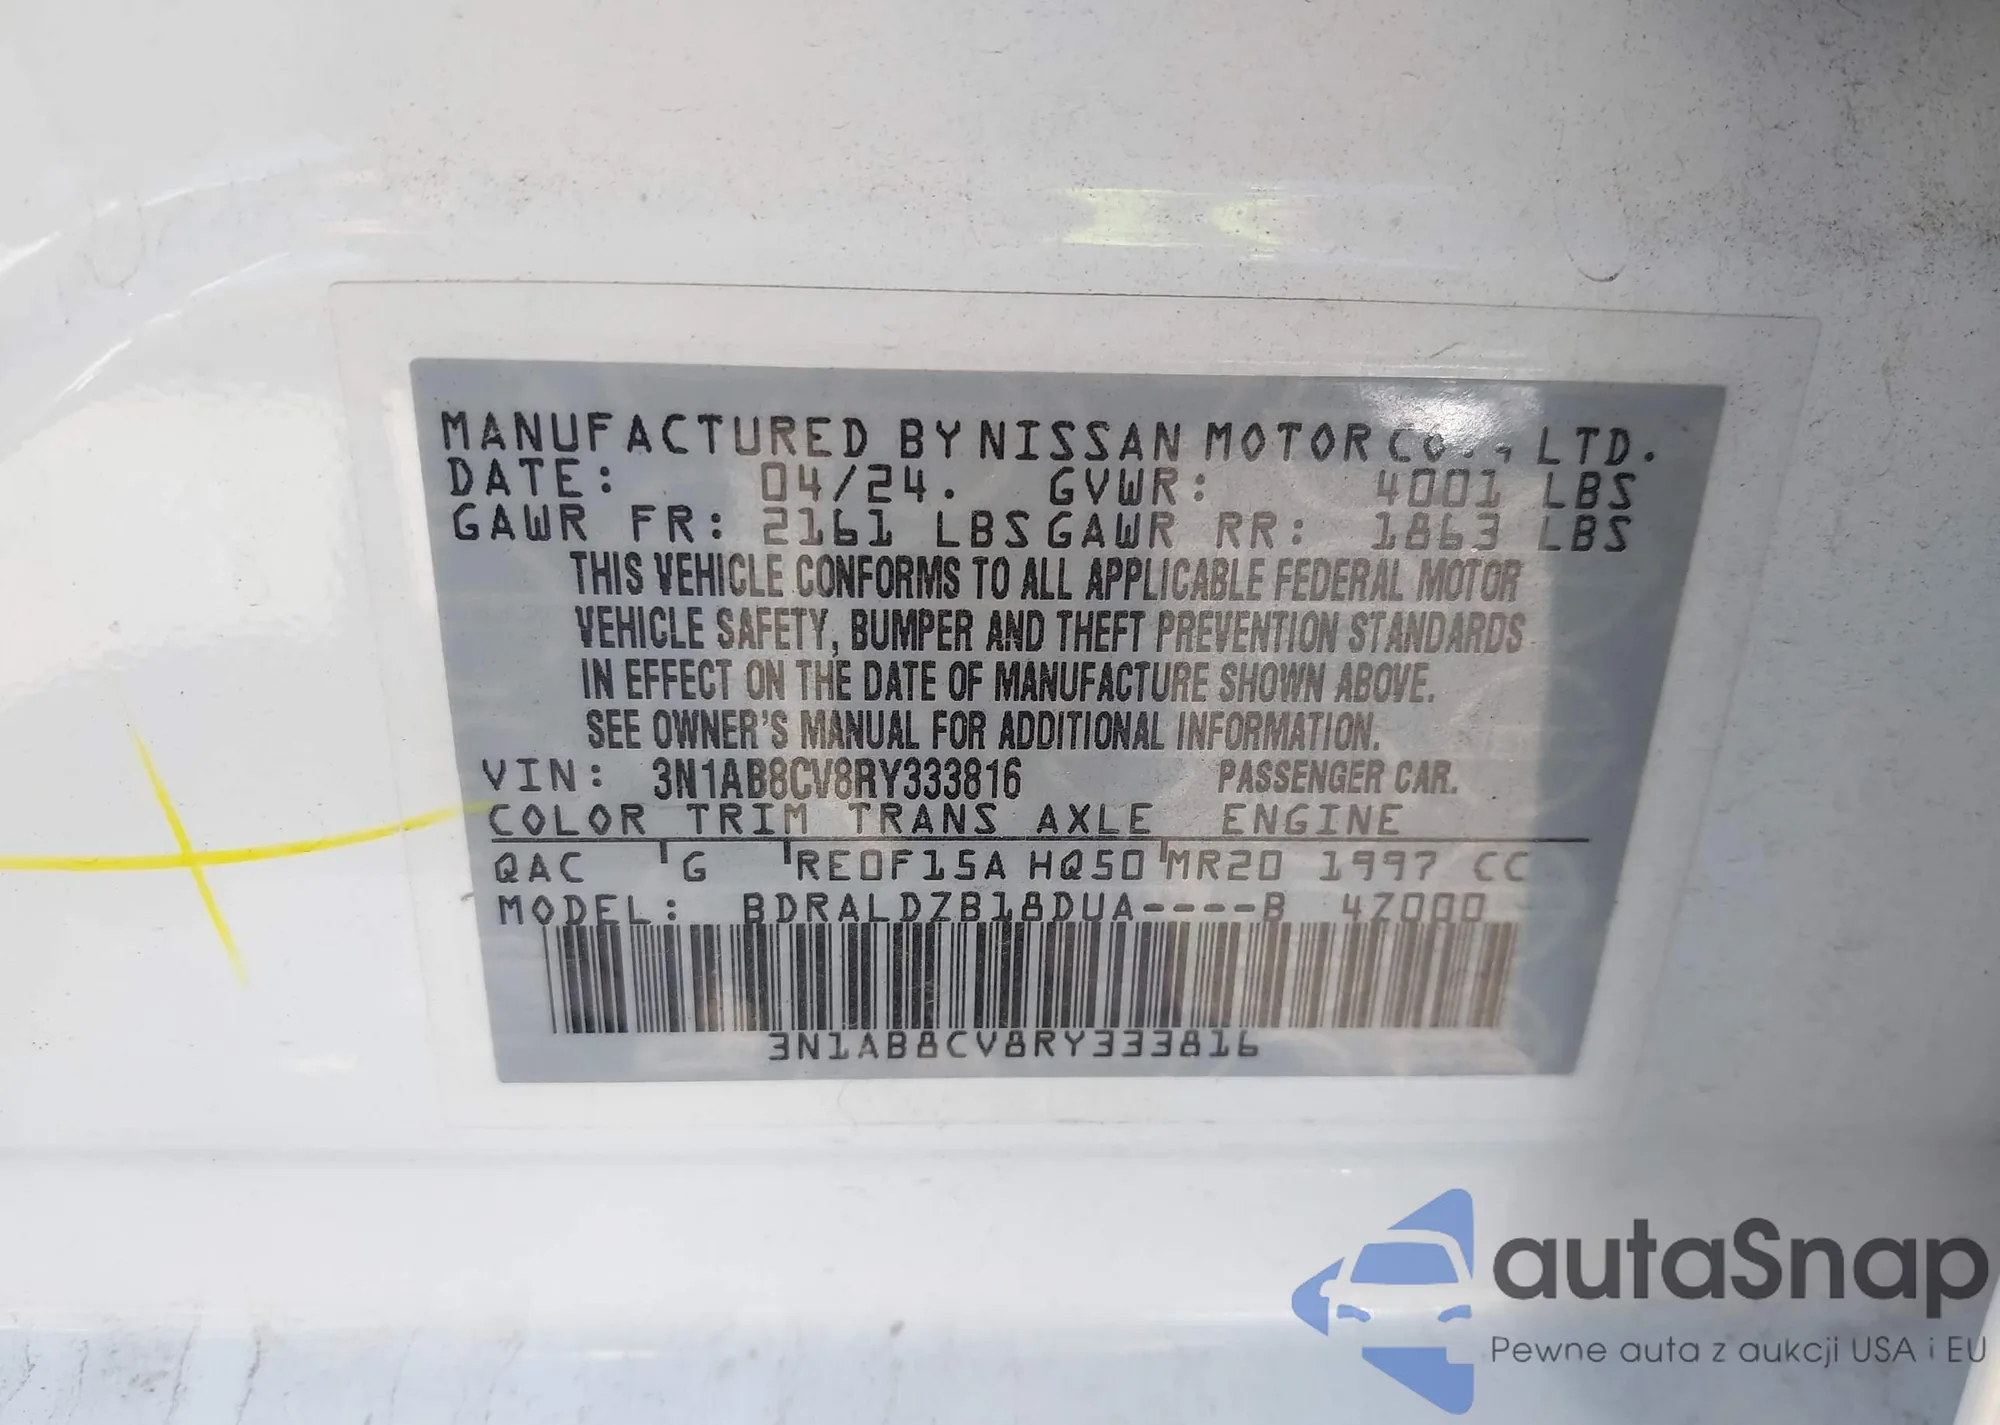 MANUFACTURED BY NISSAN MOTOR CO., LTD.
DATE: 04/24. GVWR: 4001 LBS
GAWR FR: 2161 LBS GAWR RR: 1863 LBS
THIS VEHICLE CONFORMS TO ALL APPLICABLE FEDERAL MOTOR
VEHICLE SAFETY, BUMPER AND THEFT PREVENTION STANDARDS
IN EFFECT ON THE DATE OF MANUFACTURE SHOWN ABOVE.
SEE OWNER'S MANUAL FOR ADDITIONAL INFORMATION.
VIN: 3N1AB8CV8RY333816 PASSENGER CAR.
COLOR TRIM TRANS AXLE ENGINE
QAC G RE0F15A HQ50 MR20 1997 CC
MODEL: BDRALDZB18DUA----B 4Z000
3N1AB8CV8RY333816
autaSnap
Pewne auta z aukcji USA i EU